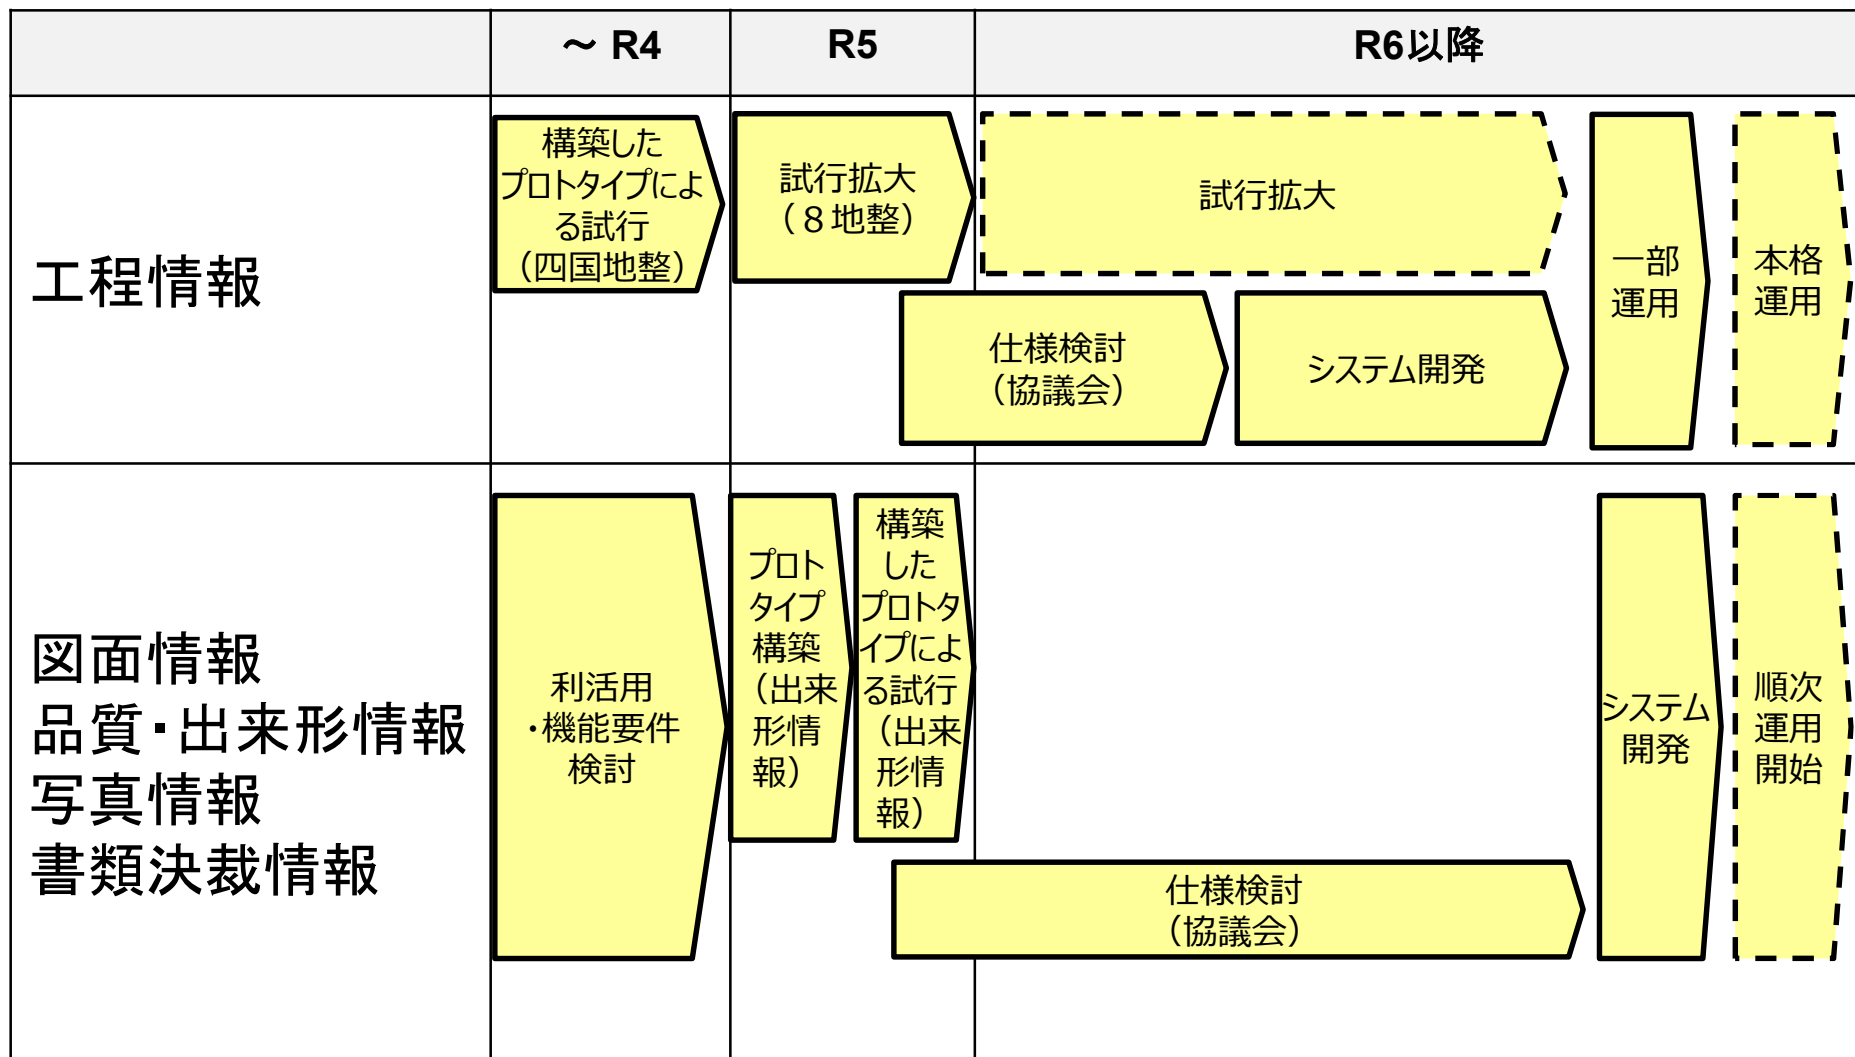 ～ R4
R5
R6以降
工程情報
構築した
プロトタイプによ
る試行
（四国地整）
試行拡大
（８地整）
試行拡大
仕様検討
（協議会）
システム開発
一部
運用
本格
運用
図面情報
品質・出来形情報
写真情報
書類決裁情報
利活用
・機能要件
検討
プロト
タイプ
構築
（出来
形情
報）
構築
した
プロトタ
イプによ
る試行
（出来
形情
報）
仕様検討
（協議会）
システム
開発
順次
運用
開始